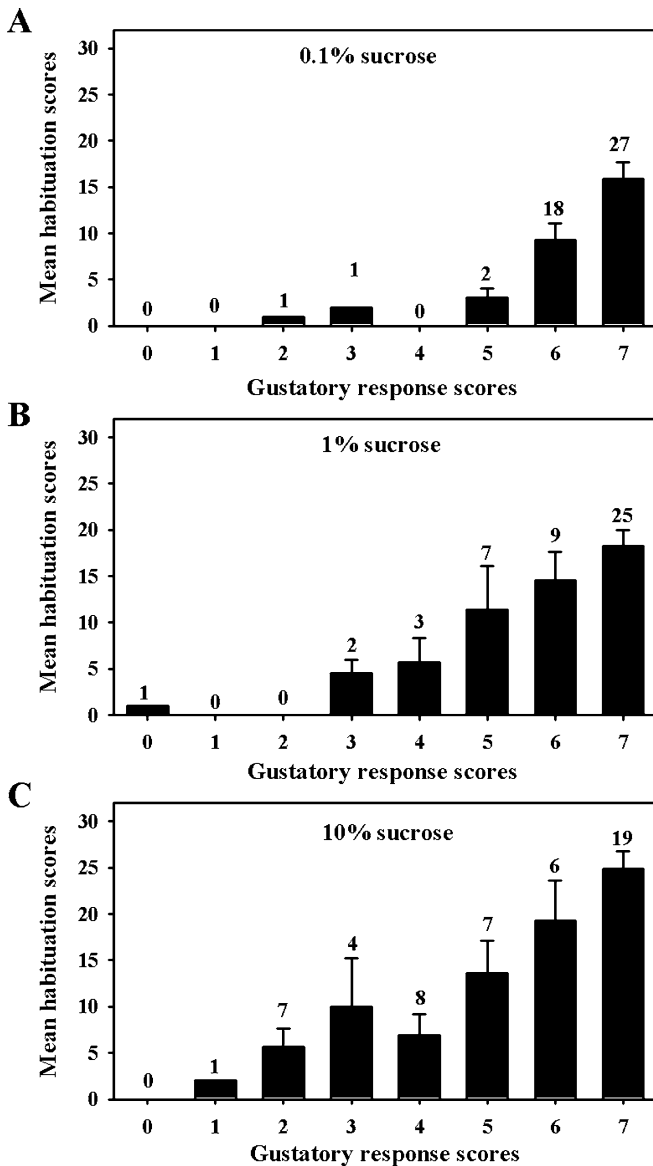 A
0.1% sucrose
Mean habituation scores
30
25
20
15
10
5
0
0 0 1 1 0 2 18 27
0 1 2 3 4 5 6 7
Gustatory response scores
B
1% sucrose
Mean habituation scores
30
25
20
15
10
5
0
1 0 0 2 3 7 9 25
0 1 2 3 4 5 6 7
Gustatory response scores
C
10% sucrose
Mean habituation scores
30
25
20
15
10
5
0
0 1 7 4 8 7 6 19
0 1 2 3 4 5 6 7
Gustatory response scores